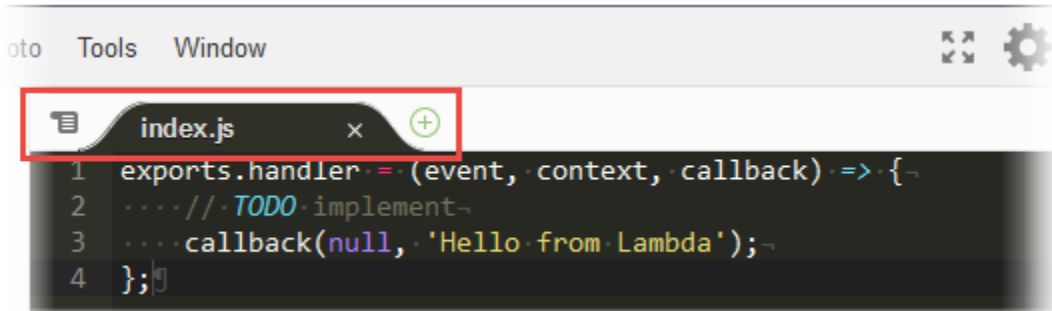 oto Tools Window
index.js ×
1 exports.handler = (event, context, callback) => {
2 // TODO implement
3 callback(null, 'Hello from Lambda');
4 };